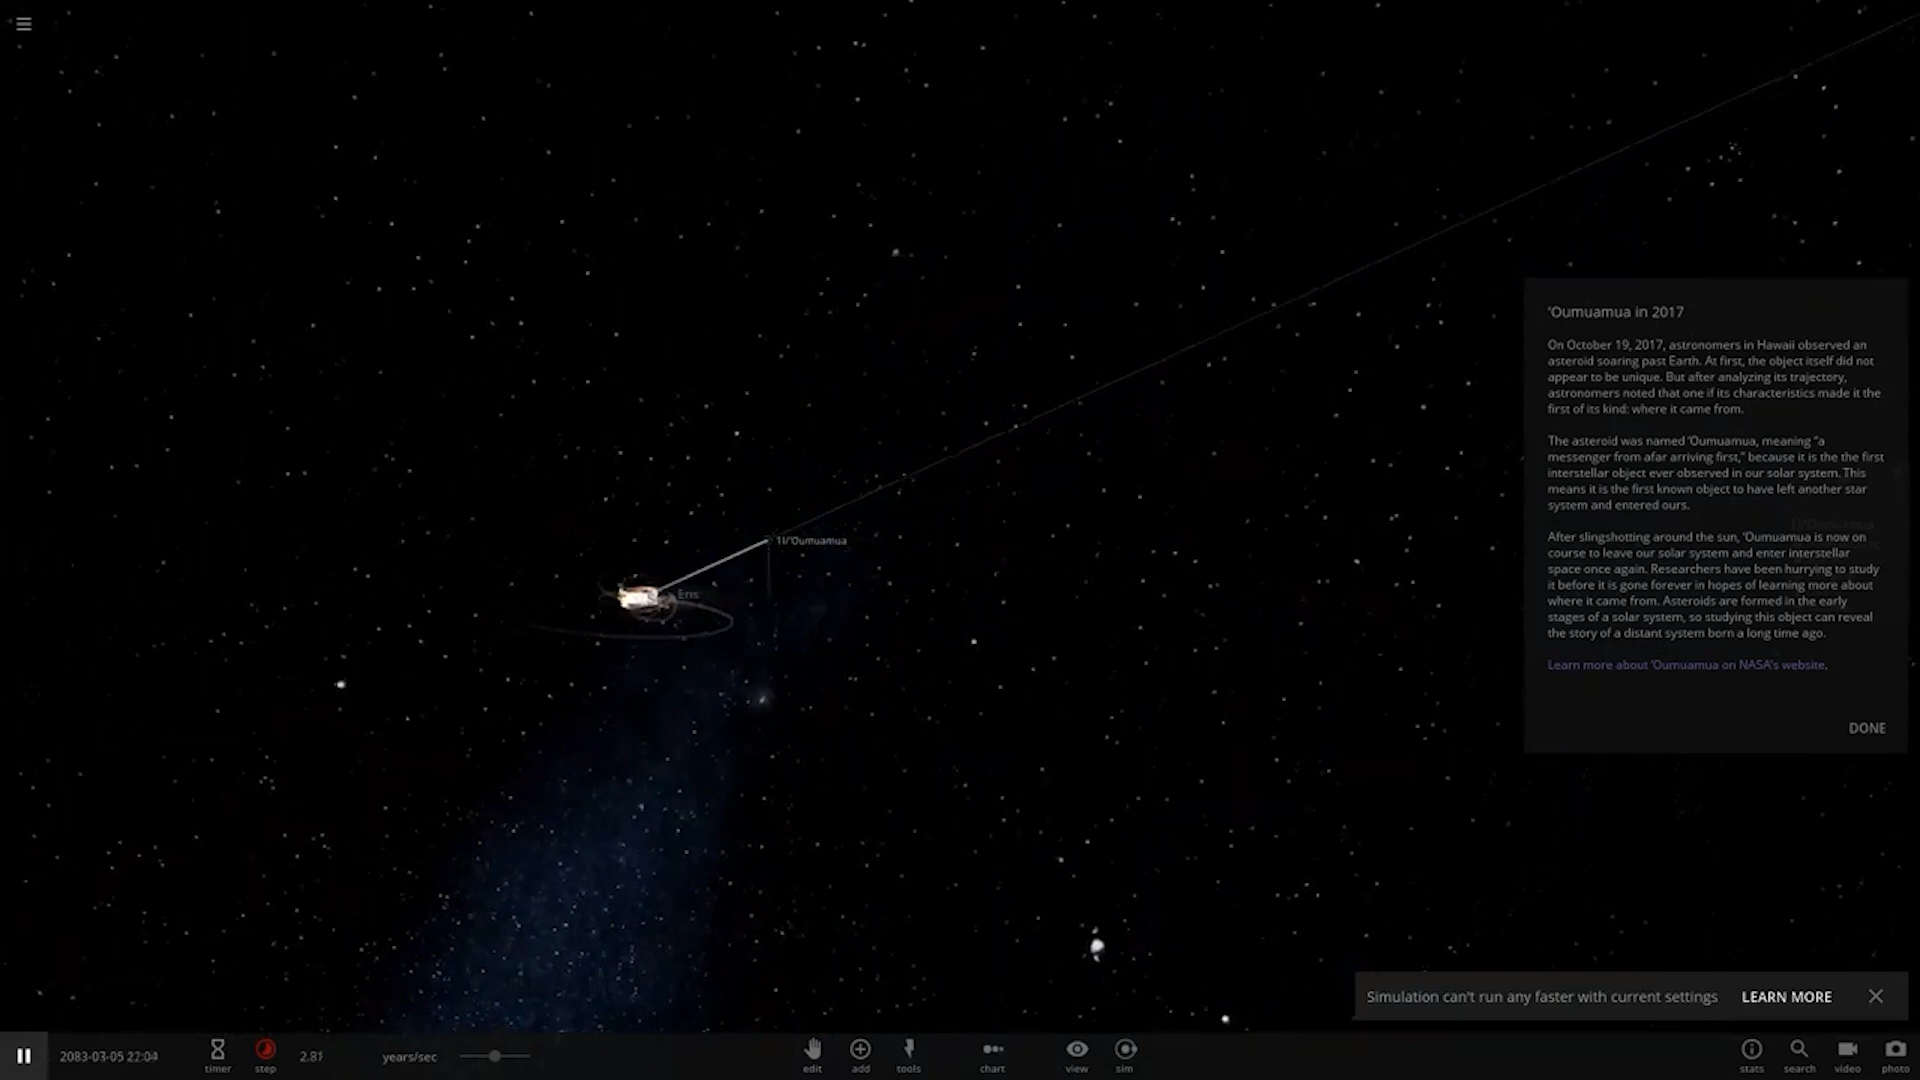 'Oumuamua in 2017
On October 19, 2017, astronomers in Hawaii observed an
asteroid soaring past Earth. At first, the object itself did not
appear to be unique. But after analyzing its trajectory,
astronomers noted that one if its characteristics made it the
first of its kind: where it came from.
The asteroid was named 'Oumuamua, meaning "a
messenger from afar arriving first," because it is the the first
interstellar object ever observed in our solar system. This
means it is the first known object to have left another star
system and entered ours.
After slingshotting around the sun, 'Oumuamua is now on
course to leave our solar system and enter interstellar
space once again. Researchers have been hurrying to study
it before it is gone forever in hopes of learning more about
where it came from. Asteroids are formed in the early
stages of a solar system, so studying this object can reveal
the story of a distant system born a long time ago.
Learn more about 'Oumuamua on NASA's website.
DONE
1I/'Oumuamua
Eris
Simulation can't run any faster with current settings LEARN MORE
2083-03-05 22:04
timer
step
2.81
years/sec
edit
add
tools
chart
view
sim
stats
search
video
photo